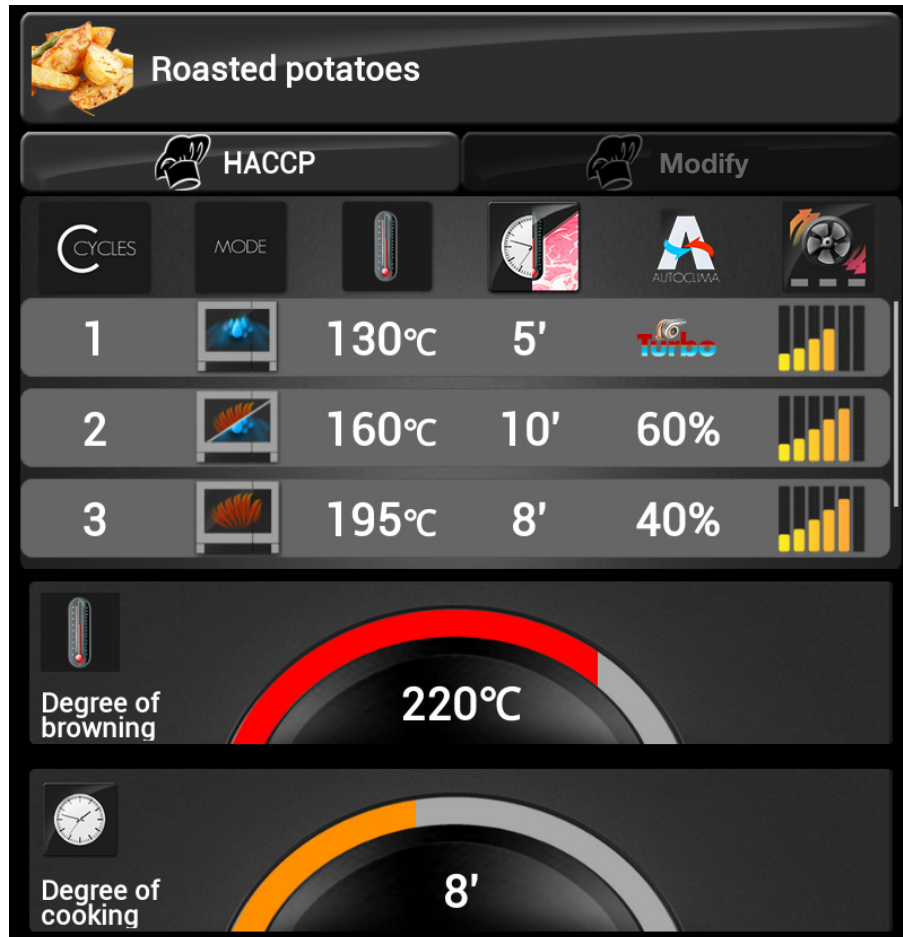 Roasted potatoes
HACCP Modify
CYCLES MODE AUTOCLIMA
1 130℃ 5' Turbo
2 160℃ 10' 60%
3 195℃ 8' 40%
Degree of
browning
220℃
Degree of
cooking
8'